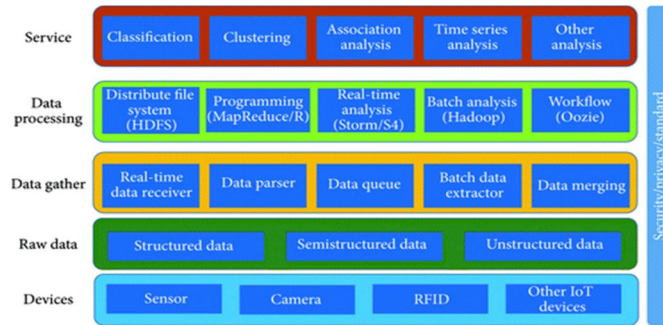 Service
Classification
Clustering
Association
analysis
Time series
analysis
Other
analysis
Data
processing
Distribute file
system
(HDFS)
Programming
(MapReduce/R)
Real-time
analysis
(Storm/S4)
Batch analysis
(Hadoop)
Workflow
(Oozie)
Data gather
Real-time
data receiver
Data parser
Data queue
Batch data
extractor
Data merging
Raw data
Structured data
Semistructured data
Unstructured data
Devices
Sensor
Camera
RFID
Other IoT
devices
Security/privacy/standard